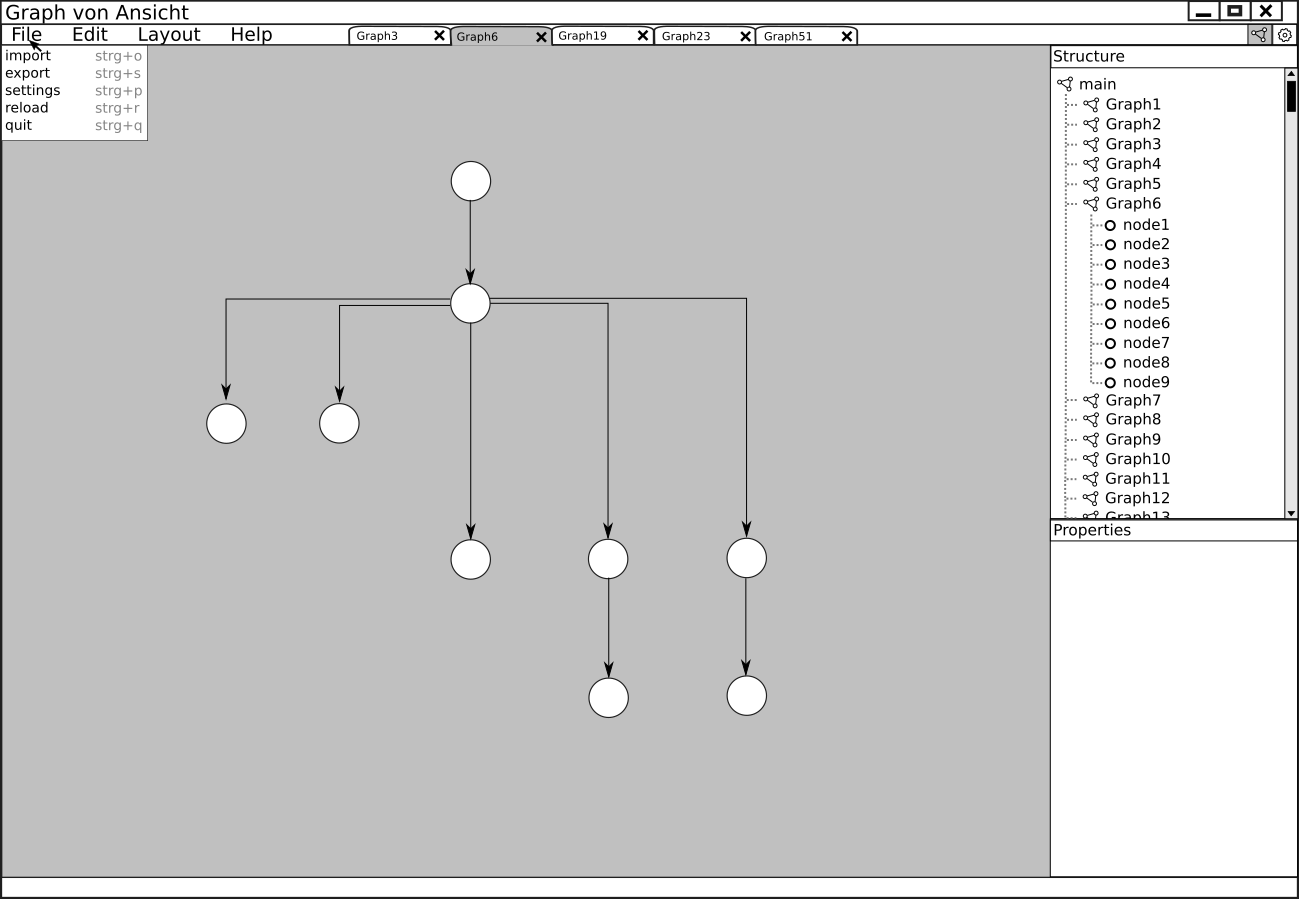 Graph von Ansicht
File Edit Layout Help Graph3 Graph6 Graph19 Graph23 Graph51
import strg+o
export strg+s
settings strg+p
reload strg+r
quit strg+q
Structure
main
Graph1
Graph2
Graph3
Graph4
Graph5
Graph6
node1
node2
node3
node4
node5
node6
node7
node8
node9
Graph7
Graph8
Graph9
Graph10
Graph11
Graph12
Graph13
Properties